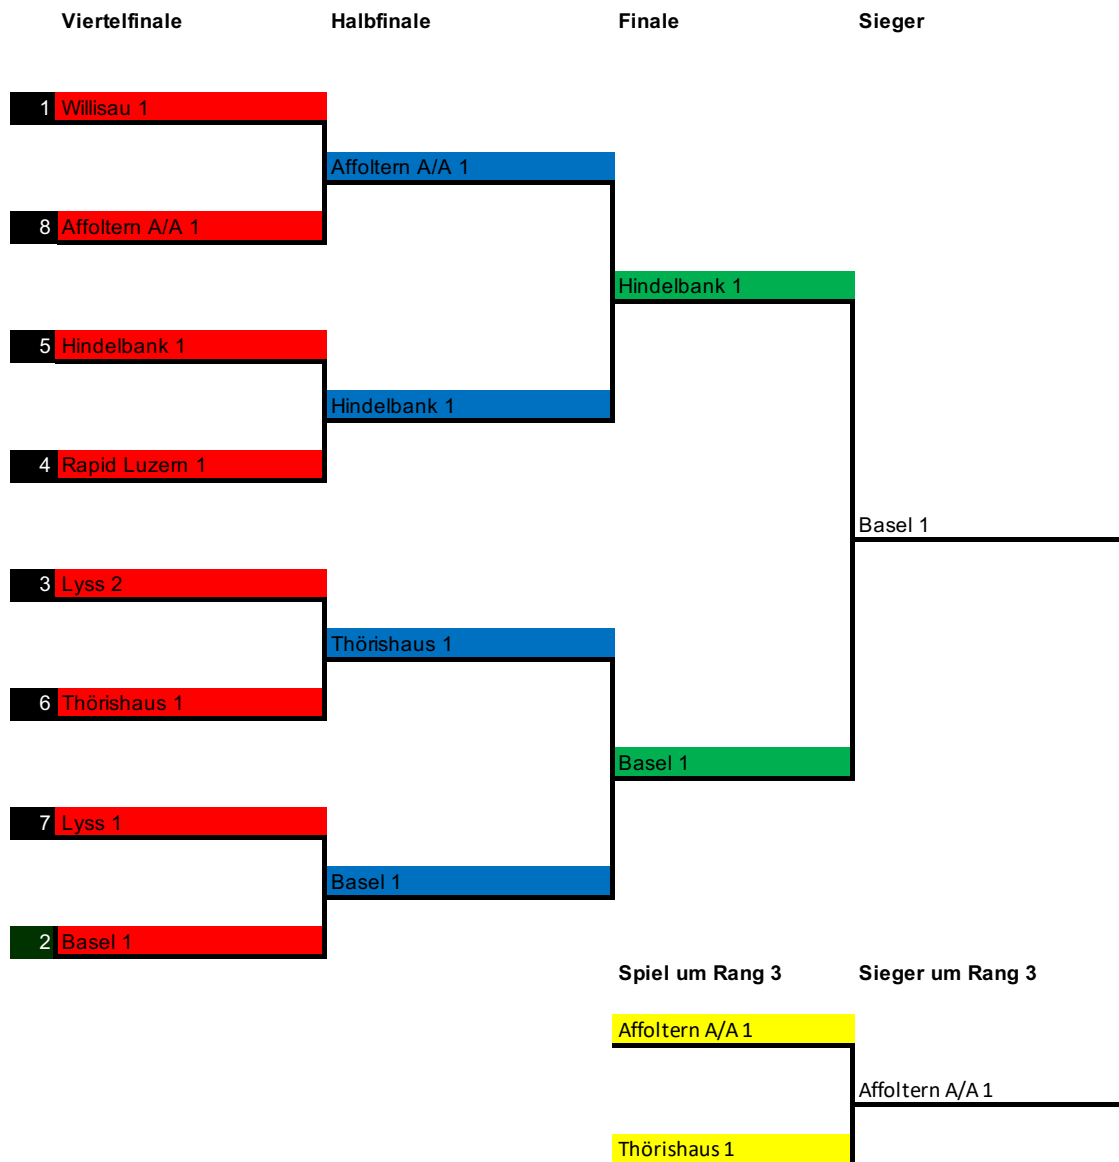 Viertelfinale Halbfinale Finale Sieger
1 Willisau 1
Affoltern A/A 1
8 Affoltern A/A 1
Hindelbank 1
5 Hindelbank 1
Hindelbank 1
4 Rapid Luzern 1
Basel 1
3 Lyss 2
Thörishaus 1
6 Thörishaus 1
Basel 1
7 Lyss 1
Basel 1
2 Basel 1
Spiel um Rang 3 Sieger um Rang 3
Affoltern A/A 1
Affoltern A/A 1
Thörishaus 1